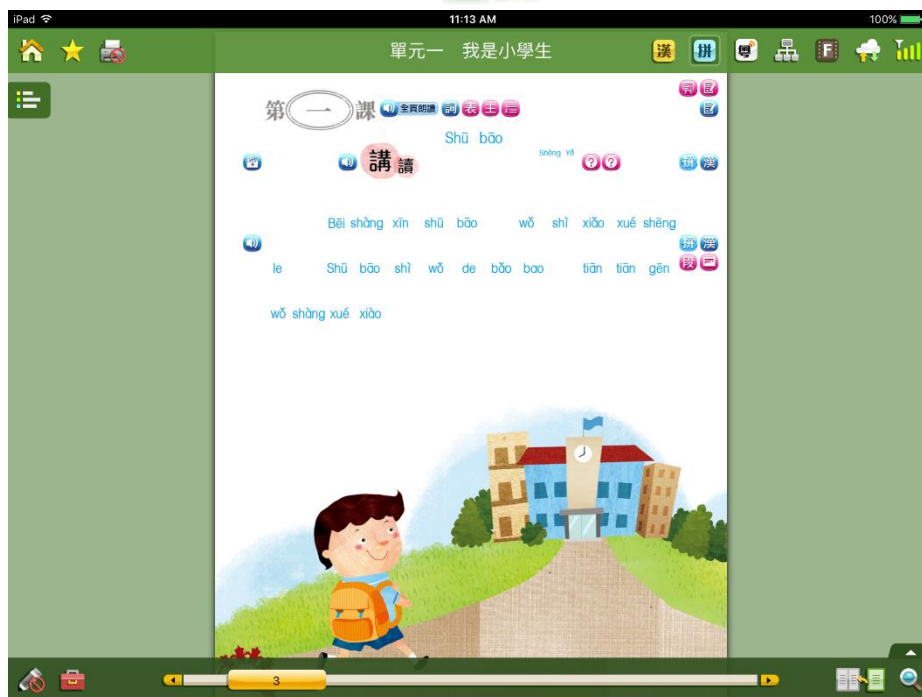 iPad 11:13 AM 100%
單元一 我是小學生 漢 拼 粵 F
第一課 全頁朗讀 詞 表 主
Shū bāo
講讀 Shēng Yǔ ? ? 拼 漢
Bēi shàng xīn shū bāo wǒ shì xiǎo xué shēng
拼 漢
le Shū bāo shì wǒ de bǎo bao tiān tiān gēn 段
wǒ shàng xué xiào
3